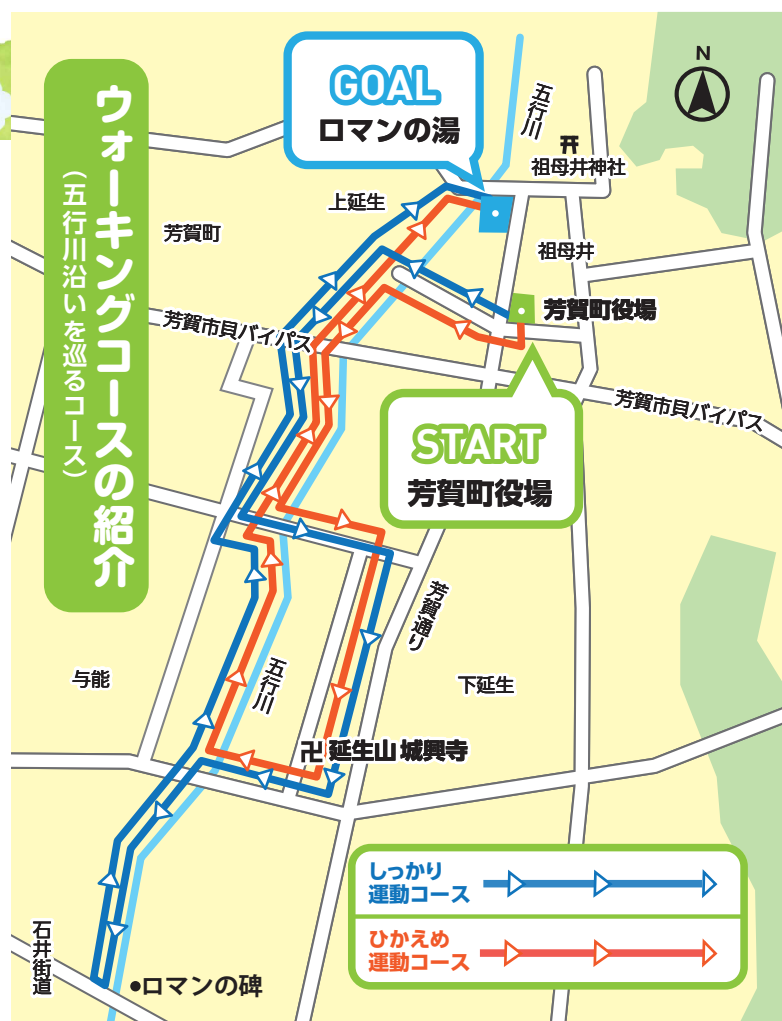 ウォーキングコースの紹介
(五行川沿いを巡るコース)
GOAL
ロマンの湯
N
五行川
祖母井神社
上延生
芳賀町
祖母井
芳賀町役場
芳賀市貝バイパス
芳賀市貝バイパス
START
芳賀町役場
芳賀通り
与能
五行川
下延生
卍延生山 城興寺
しっかり
運動コース
ひかえめ
運動コース
石井街道
●ロマンの碑